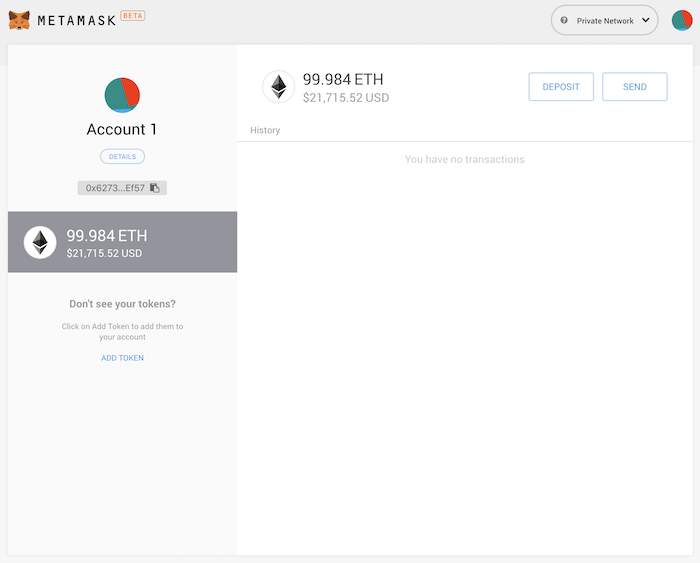 METAMASK BETA
Private Network
Account 1
DETAILS
0x6273...Ef57
99.984 ETH
$21,715.52 USD
Don't see your tokens?
Click on Add Token to add them to
your account
ADD TOKEN
99.984 ETH
$21,715.52 USD
DEPOSIT
SEND
History
You have no transactions